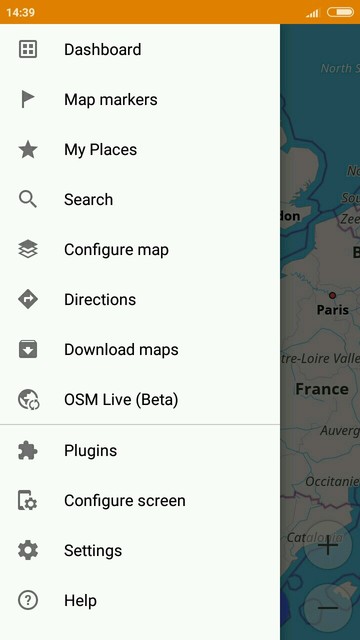 14:39
Dashboard
Map markers
My Places
Search
Configure map
Directions
Download maps
OSM Live (Beta)
Plugins
Configure screen
Settings
Help
North S
No
Sou
Zee
don
B
Paris
tre-Loire Valle
France
Auverg
Occitanie
Catalonia